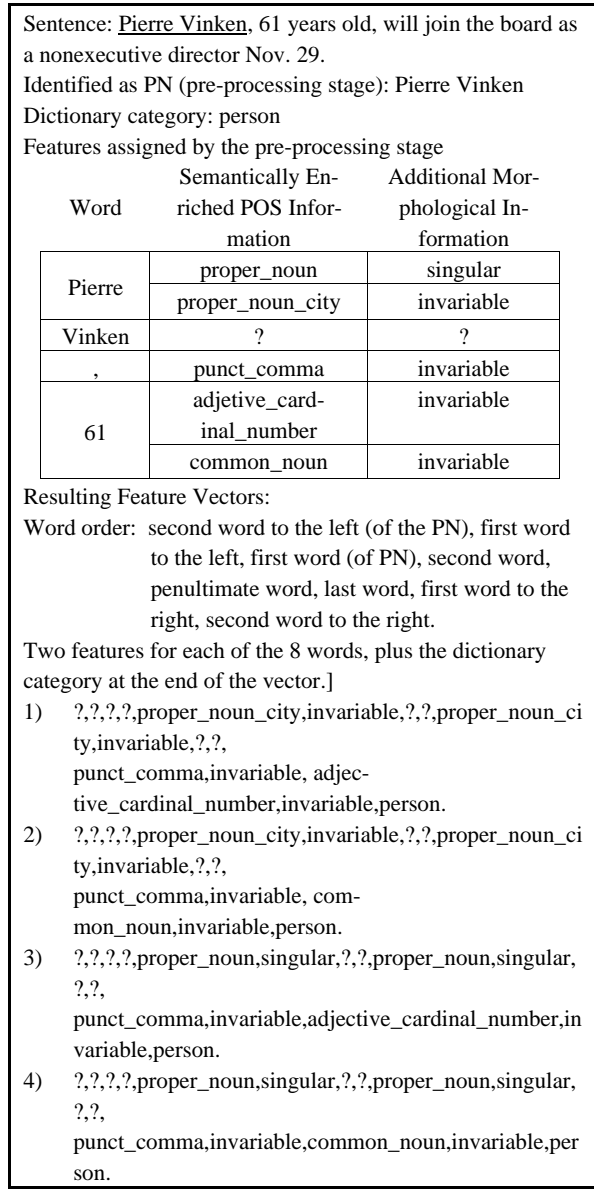 Sentence: Pierre Vinken, 61 years old, will join the board as
a nonexecutive director Nov. 29.
Identified as PN (pre-processing stage): Pierre Vinken
Dictionary category: person
Features assigned by the pre-processing stage
Word
Semantically En-
riched POS Infor-
mation
Additional Mor-
phological In-
formation
Pierre
proper_noun singular
proper_noun_city invariable
Vinken ? ?
, punct_comma invariable
61
adjetive_card-
inal_number
invariable
common_noun invariable
Resulting Feature Vectors:
Word order: second word to the left (of the PN), first word
to the left, first word (of PN), second word,
penultimate word, last word, first word to the
right, second word to the right.
Two features for each of the 8 words, plus the dictionary
category at the end of the vector.]
1) ?,?,?,?,proper_noun_city,invariable,?,?,proper_noun_ci
ty,invariable,?,?,
punct_comma,invariable, adjec-
tive_cardinal_number,invariable,person.
2) ?,?,?,?,proper_noun_city,invariable,?,?,proper_noun_ci
ty,invariable,?,?,
punct_comma,invariable, com-
mon_noun,invariable,person.
3) ?,?,?,?,proper_noun,singular,?,?,proper_noun,singular,
?,?,
punct_comma,invariable,adjective_cardinal_number,in
variable,person.
4) ?,?,?,?,proper_noun,singular,?,?,proper_noun,singular,
?,?,
punct_comma,invariable,common_noun,invariable,per
son.